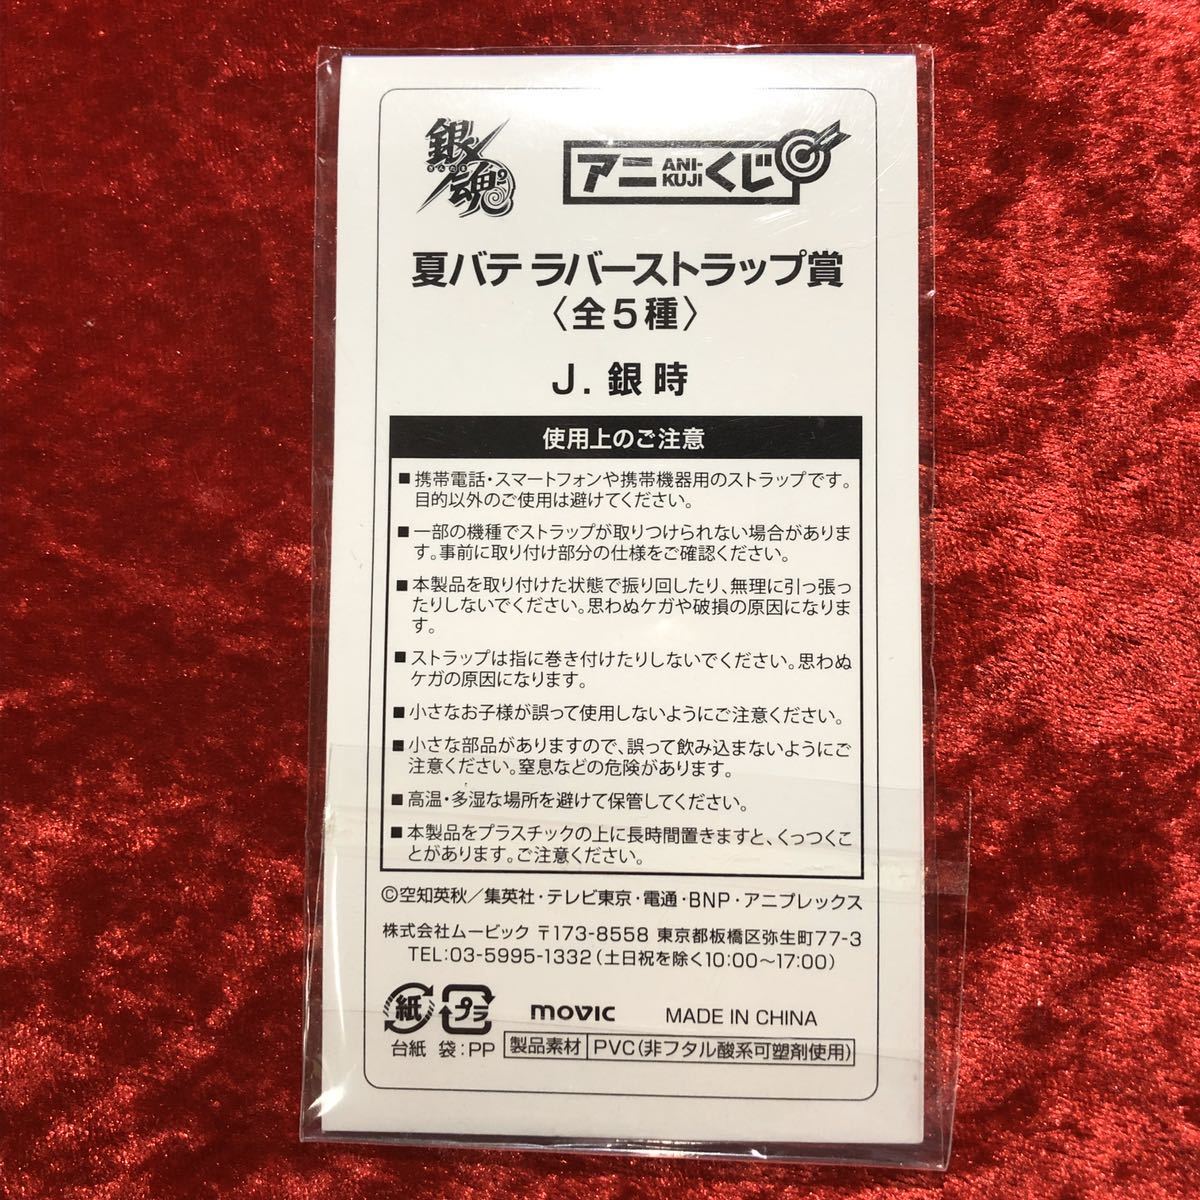 銀魂゜
ぎんたま
アニ ANI-KUJI くじ
夏バテ ラバーストラップ賞
〈全5種〉
J. 銀時
使用上のご注意
■携帯電話・スマートフォンや携帯機器用のストラップです。
目的以外のご使用は避けてください。
■一部の機種でストラップが取りつけられない場合がありま
す。事前に取り付け部分の仕様をご確認ください。
■本製品を取り付けた状態で振り回したり、無理に引っ張っ
たりしないでください。思わぬケガや破損の原因になりま
す。
■ストラップは指に巻き付けたりしないでください。思わぬ
ケガの原因になります。
■小さなお子様が誤って使用しないようにご注意ください。
■小さな部品がありますので、誤って飲み込まないようにご
注意ください。窒息などの危険があります。
■高温・多湿な場所を避けて保管してください。
■本製品をプラスチックの上に長時間置きますと、くっつくこ
とがあります。ご注意ください。
©空知英秋／集英社・テレビ東京・電通・BNP・アニプレックス
株式会社ムービック 〒173-8558 東京都板橋区弥生町77-3
TEL:03-5995-1332（土日祝を除く10:00〜17:00）
紙 プラ movic MADE IN CHINA
台紙 袋:PP 製品素材 PVC（非フタル酸系可塑剤使用）